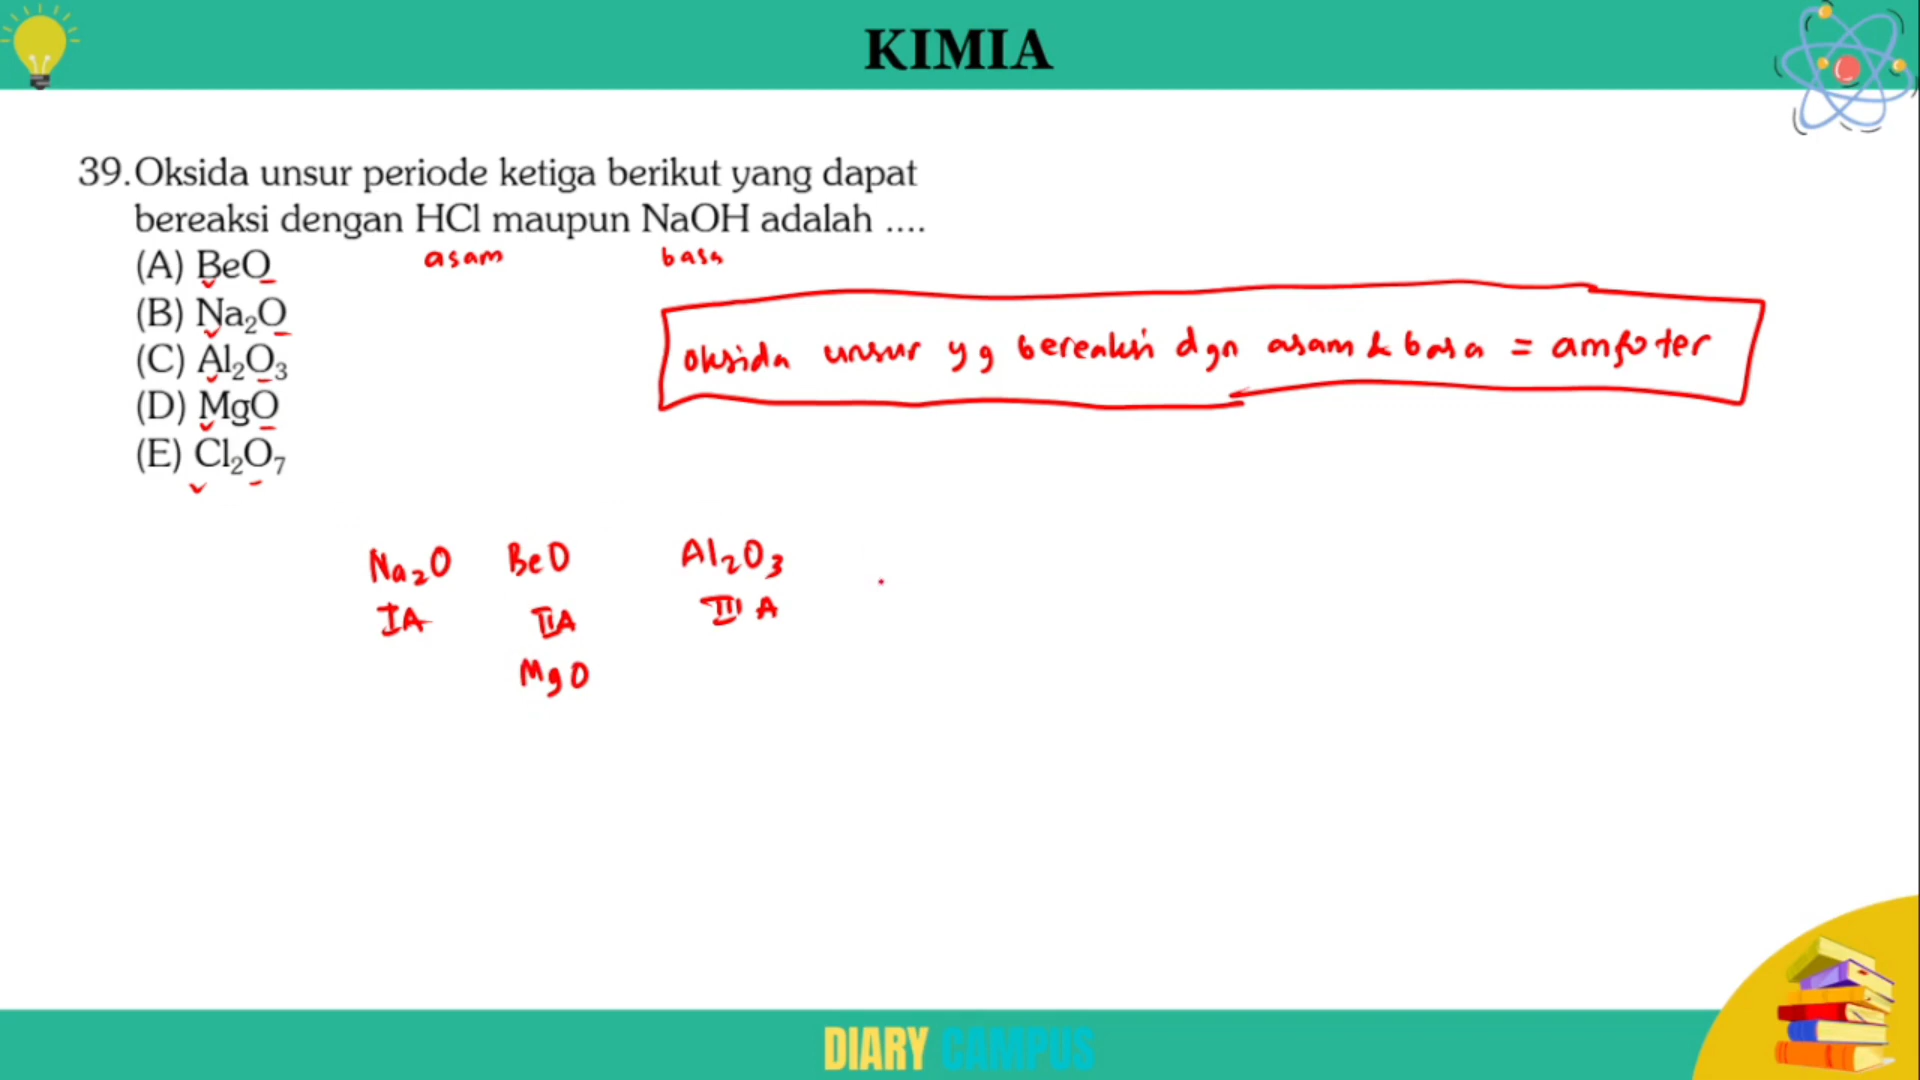 KIMIA
39. Oksida unsur periode ketiga berikut yang dapat
bereaksi dengan HCl maupun NaOH adalah ....
asam basa
(A) BeO
(B) Na₂O
(C) Al₂O₃
(D) MgO
(E) Cl₂O₇
oksida unsur yg bereaksi dgn asam & basa = amfoter
Na₂O BeO Al₂O₃
IA IIA III A
MgO
DIARY CAMPUS